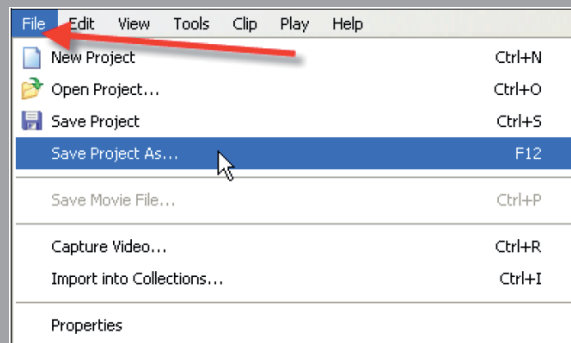 File Edit View Tools Clip Play Help
New Project Ctrl+N
Open Project... Ctrl+O
Save Project Ctrl+S
Save Project As... F12
Save Movie File... Ctrl+P
Capture Video... Ctrl+R
Import into Collections... Ctrl+I
Properties